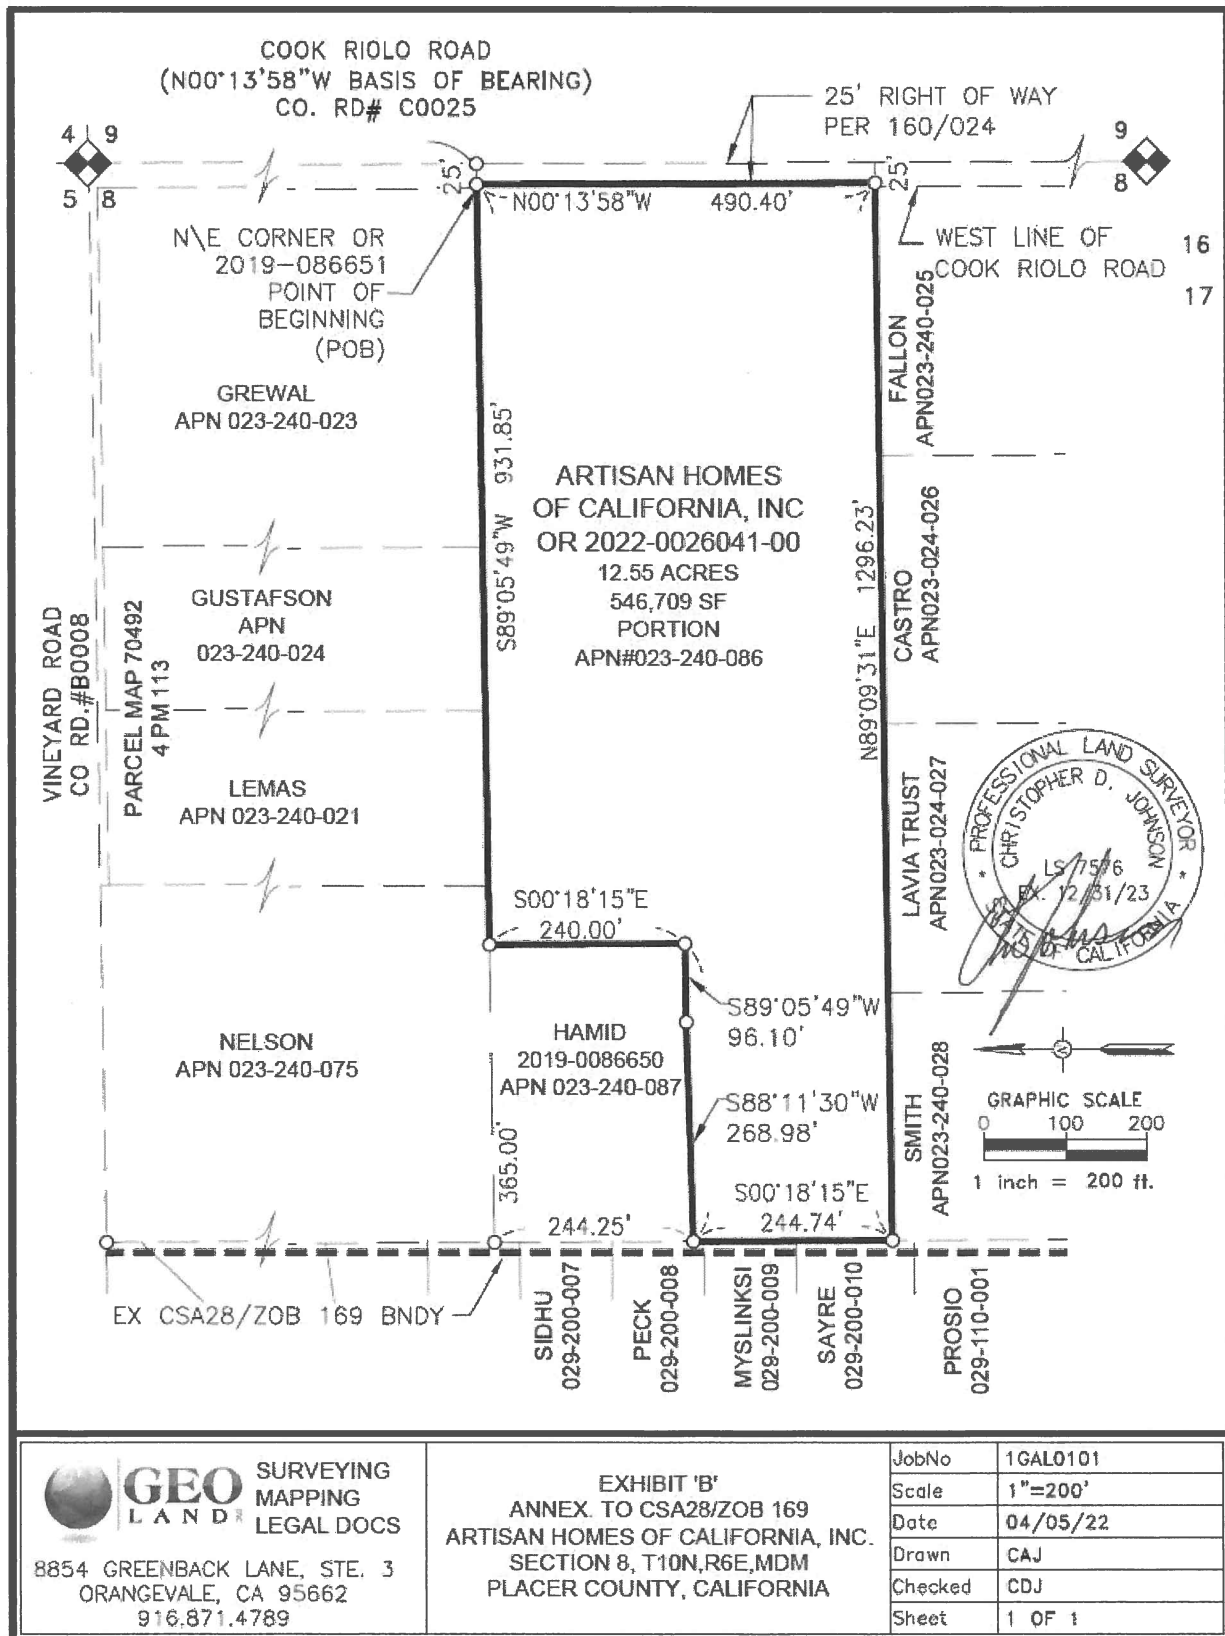 COOK RIOLO ROAD
(N00°13'58"W BASIS OF BEARING)
CO. RD# C0025
25' RIGHT OF WAY
PER 160/024
4 9
5 8
9
8
25'
25'
N00°13'58"W 490.40'
N\E CORNER OR
2019-086651
POINT OF
BEGINNING
(POB)
WEST LINE OF
COOK RIOLO ROAD
16
17
GREWAL
APN 023-240-023
FALLON
APN023-240-025
S89°05'49"W 931.85'
ARTISAN HOMES
OF CALIFORNIA, INC
OR 2022-0026041-00
12.55 ACRES
546,709 SF
PORTION
APN#023-240-086
N89°09'31"E 1296.23'
CASTRO
APN023-024-026
GUSTAFSON
APN
023-240-024
VINEYARD ROAD
CO RD.#B0008
PARCEL MAP 70492
4 PM 113
LEMAS
APN 023-240-021
LAVIA TRUST
APN023-024-027
PROFESSIONAL LAND SURVEYOR
CHRISTOPHER D. JOHNSON
LS 7576
EX. 12/31/23
STATE OF CALIFORNIA
S00°18'15"E
240.00'
S89°05'49"W
96.10'
NELSON
APN 023-240-075
HAMID
2019-0086650
APN 023-240-087
S88°11'30"W
268.98'
SMITH
APN023-240-028
N
GRAPHIC SCALE
0 100 200
1 inch = 200 ft.
365.00'
S00°18'15"E
244.74'
244.25'
EX CSA28/ZOB 169 BNDY
SIDHU
029-200-007
PECK
029-200-008
MYSLINKSI
029-200-009
SAYRE
029-200-010
PROSIO
029-110-001
GEO
LAND
SURVEYING
MAPPING
LEGAL DOCS
8854 GREENBACK LANE, STE. 3
ORANGEVALE, CA 95662
916.871.4789
EXHIBIT 'B'
ANNEX. TO CSA28/ZOB 169
ARTISAN HOMES OF CALIFORNIA, INC.
SECTION 8, T10N,R6E,MDM
PLACER COUNTY, CALIFORNIA
JobNo 1GAL0101
Scale 1"=200'
Date 04/05/22
Drawn CAJ
Checked CDJ
Sheet 1 OF 1